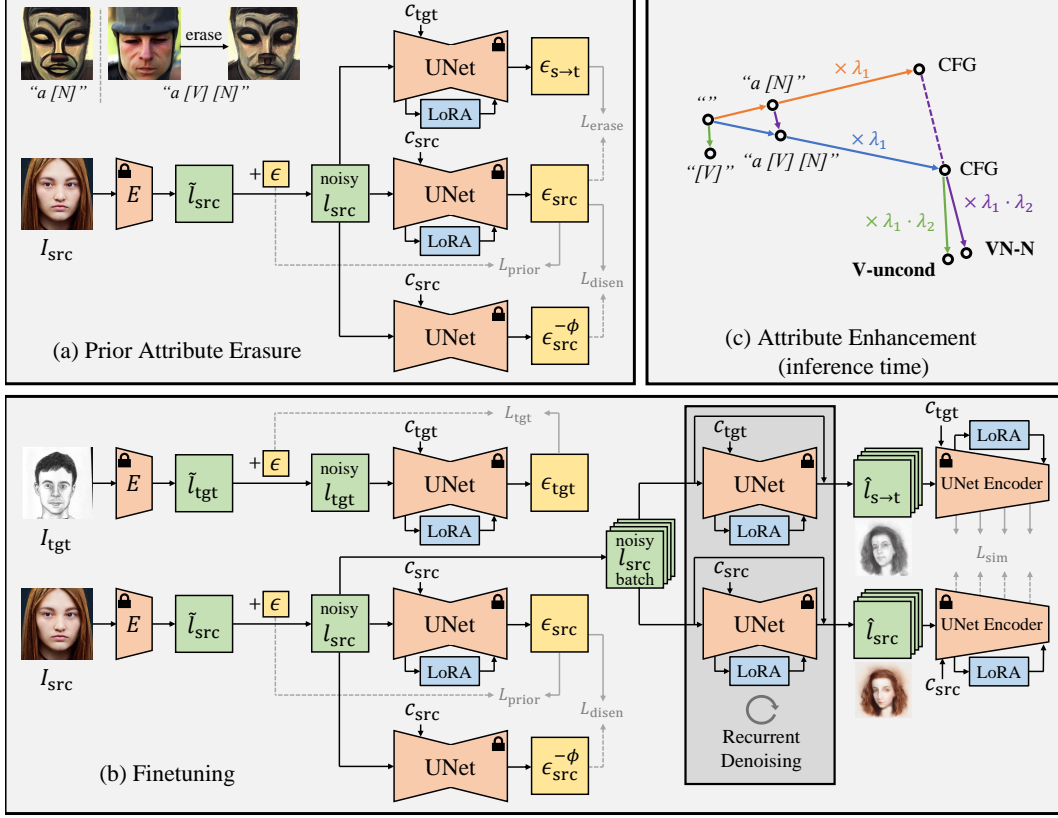 erase
“a [N]”
“a [V] [N]”
I_src
E
l̃_src
+ ϵ
noisy
l_src
c_tgt
UNet
LoRA
ϵ_s→t
L_erase
c_src
UNet
LoRA
ϵ_src
L_prior
L_disen
c_src
UNet
ϵ_src^−ϕ
(a) Prior Attribute Erasure
“”
“a [N]”
× λ_1
CFG
“[V]”
“a [V] [N]”
× λ_1
CFG
× λ_1 · λ_2
× λ_1 · λ_2
V-uncond
VN-N
(c) Attribute Enhancement
(inference time)
I_tgt
E
l̃_tgt
+ ϵ
noisy
l_tgt
c_tgt
UNet
LoRA
ϵ_tgt
L_tgt
I_src
E
l̃_src
+ ϵ
noisy
l_src
c_src
UNet
LoRA
ϵ_src
L_prior
L_disen
c_src
UNet
ϵ_src^−ϕ
(b) Finetuning
noisy
l_src
batch
c_tgt
UNet
LoRA
c_src
UNet
LoRA
Recurrent
Denoising
l̂_s→t
c_tgt
LoRA
UNet Encoder
L_sim
l̂_src
UNet Encoder
LoRA
c_src